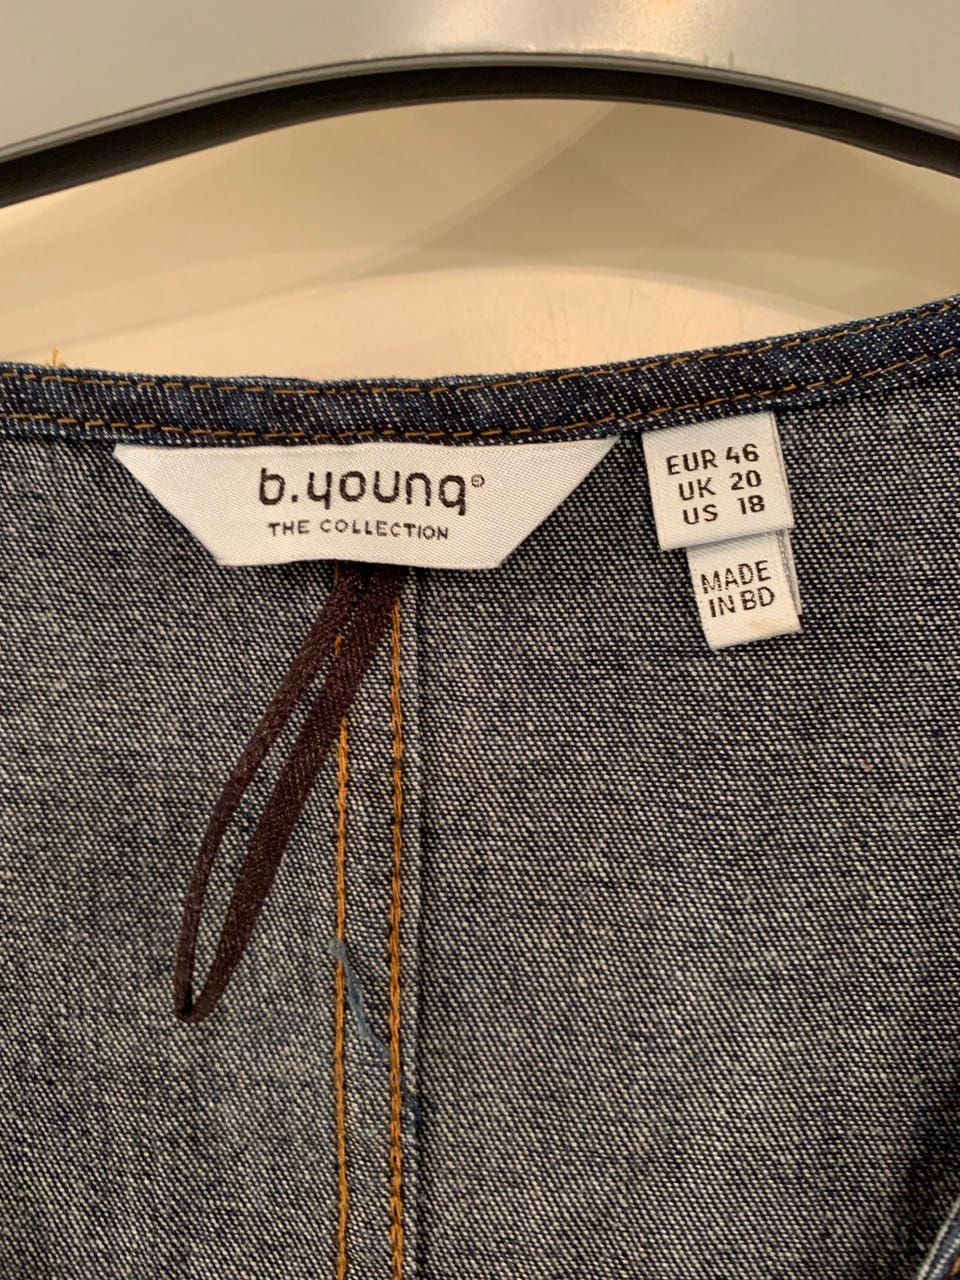 b.young®
THE COLLECTION
EUR 46
UK 20
US 18
MADE
IN BD